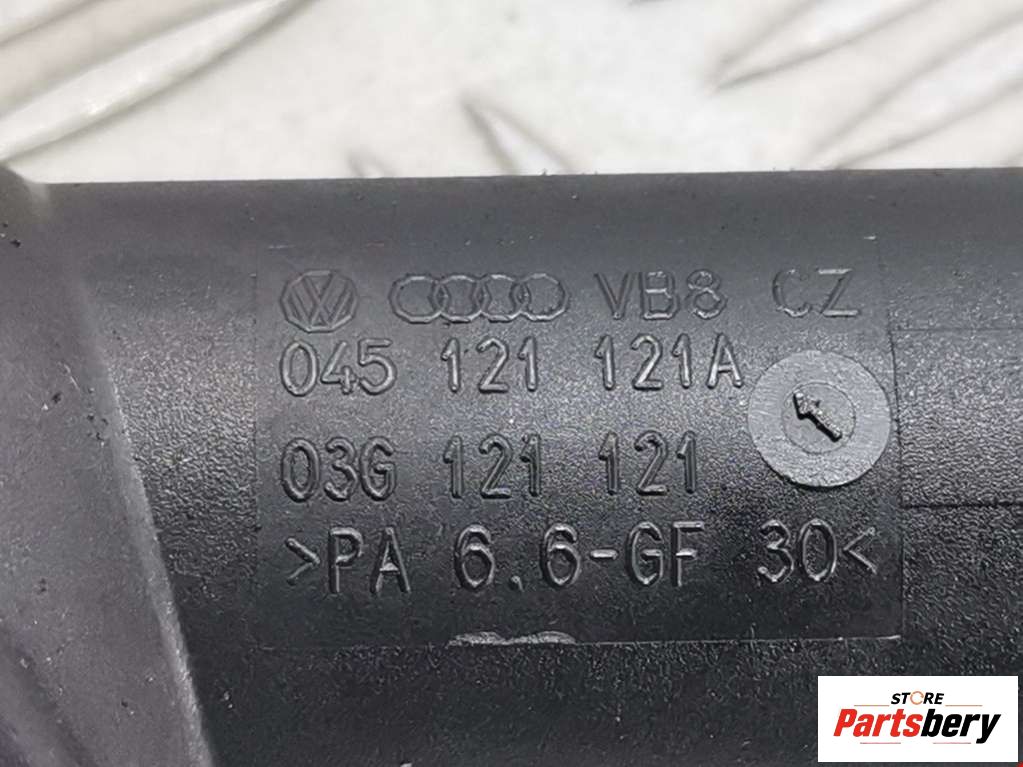 VB8 CZ
045 121 121A
03G 121 121
>PA 6.6-GF 30<
STORE
Partsbery